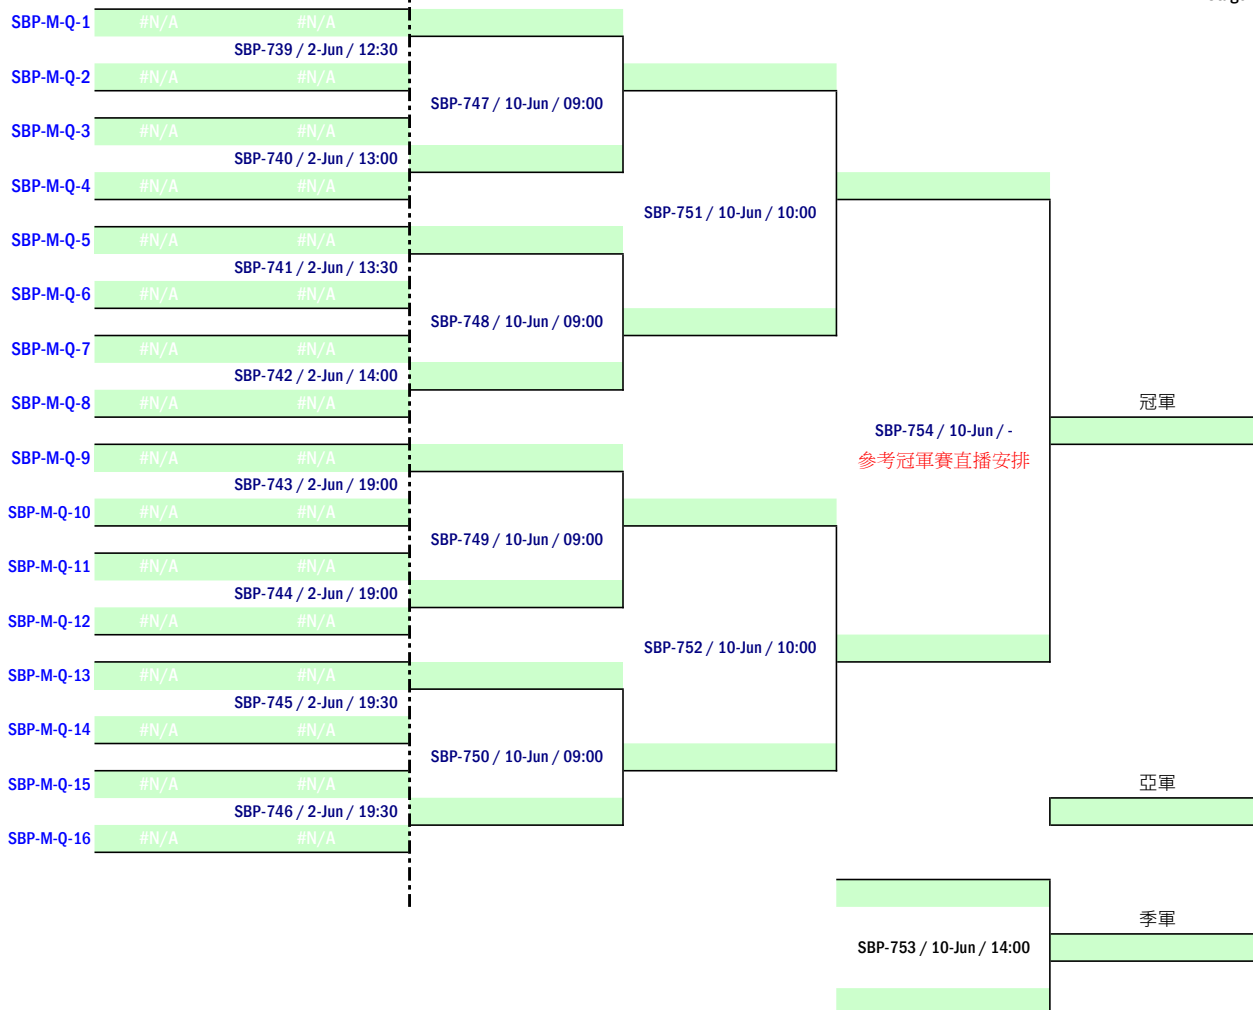 SBP-M-Q-1 #N/A #N/A
SBP-739 / 2-Jun / 12:30
SBP-M-Q-2 #N/A #N/A
SBP-747 / 10-Jun / 09:00
SBP-M-Q-3 #N/A #N/A
SBP-740 / 2-Jun / 13:00
SBP-M-Q-4 #N/A #N/A
SBP-751 / 10-Jun / 10:00
SBP-M-Q-5 #N/A #N/A
SBP-741 / 2-Jun / 13:30
SBP-M-Q-6 #N/A #N/A
SBP-748 / 10-Jun / 09:00
SBP-M-Q-7 #N/A #N/A
SBP-742 / 2-Jun / 14:00
SBP-M-Q-8 #N/A #N/A
冠軍
SBP-754 / 10-Jun / -
SBP-M-Q-9 #N/A #N/A
參考冠軍賽直播安排
SBP-743 / 2-Jun / 19:00
SBP-M-Q-10 #N/A #N/A
SBP-749 / 10-Jun / 09:00
SBP-M-Q-11 #N/A #N/A
SBP-744 / 2-Jun / 19:00
SBP-M-Q-12 #N/A #N/A
SBP-752 / 10-Jun / 10:00
SBP-M-Q-13 #N/A #N/A
SBP-745 / 2-Jun / 19:30
SBP-M-Q-14 #N/A #N/A
SBP-750 / 10-Jun / 09:00
SBP-M-Q-15 #N/A #N/A
亞軍
SBP-746 / 2-Jun / 19:30
SBP-M-Q-16 #N/A #N/A
季軍
SBP-753 / 10-Jun / 14:00